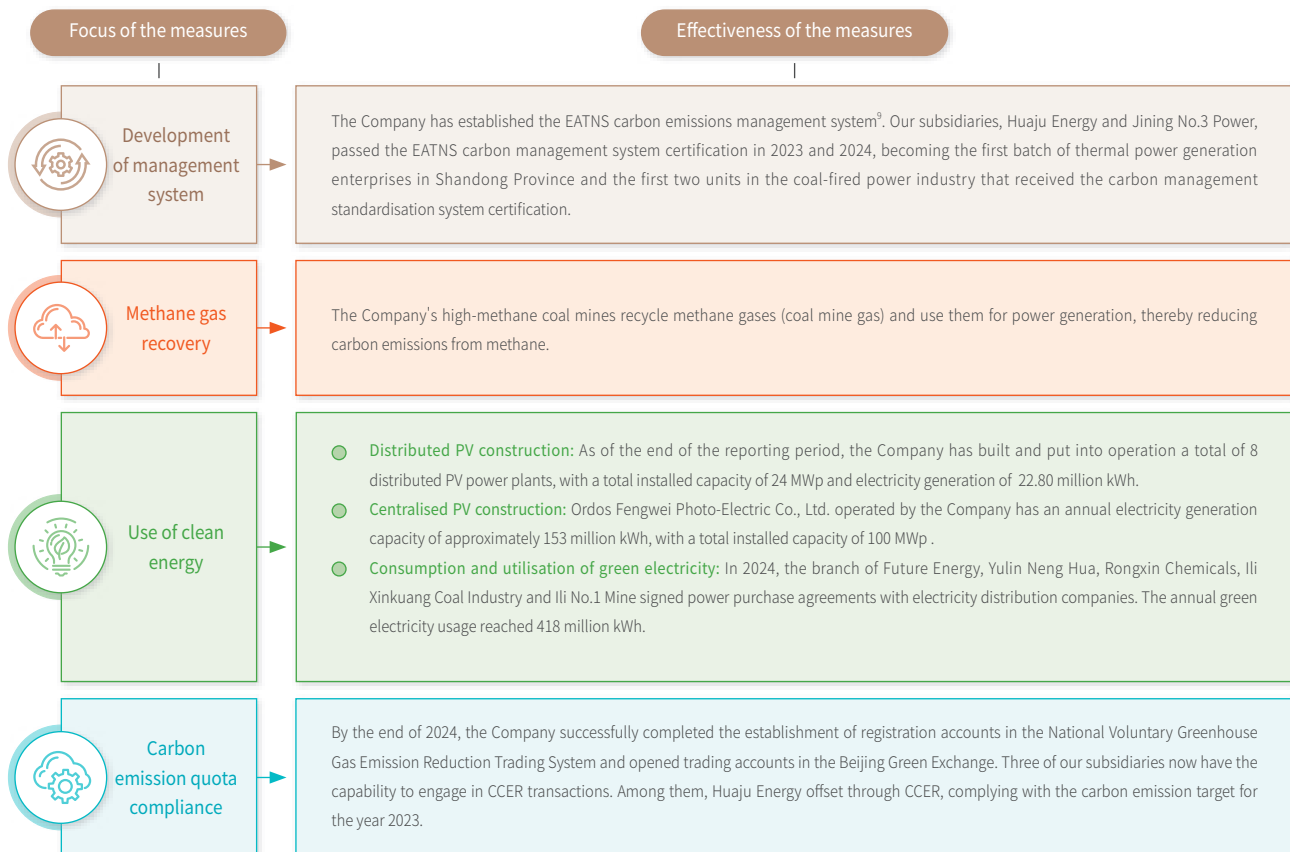 Focus of the measures
Effectiveness of the measures
Development
of management
system
The Company has established the EATNS carbon emissions management system⁹. Our subsidiaries, Huaju Energy and Jining No.3 Power,
passed the EATNS carbon management system certification in 2023 and 2024, becoming the first batch of thermal power generation
enterprises in Shandong Province and the first two units in the coal-fired power industry that received the carbon management
standardisation system certification.
Methane gas
recovery
The Company's high-methane coal mines recycle methane gases (coal mine gas) and use them for power generation, thereby reducing
carbon emissions from methane.
Use of clean
energy
Distributed PV construction: As of the end of the reporting period, the Company has built and put into operation a total of 8
distributed PV power plants, with a total installed capacity of 24 MWp and electricity generation of 22.80 million kWh.
Centralised PV construction: Ordos Fengwei Photo-Electric Co., Ltd. operated by the Company has an annual electricity generation
capacity of approximately 153 million kWh, with a total installed capacity of 100 MWp .
Consumption and utilisation of green electricity: In 2024, the branch of Future Energy, Yulin Neng Hua, Rongxin Chemicals, Ili
Xinkuang Coal Industry and Ili No.1 Mine signed power purchase agreements with electricity distribution companies. The annual green
electricity usage reached 418 million kWh.
Carbon
emission quota
compliance
By the end of 2024, the Company successfully completed the establishment of registration accounts in the National Voluntary Greenhouse
Gas Emission Reduction Trading System and opened trading accounts in the Beijing Green Exchange. Three of our subsidiaries now have the
capability to engage in CCER transactions. Among them, Huaju Energy offset through CCER, complying with the carbon emission target for
the year 2023.